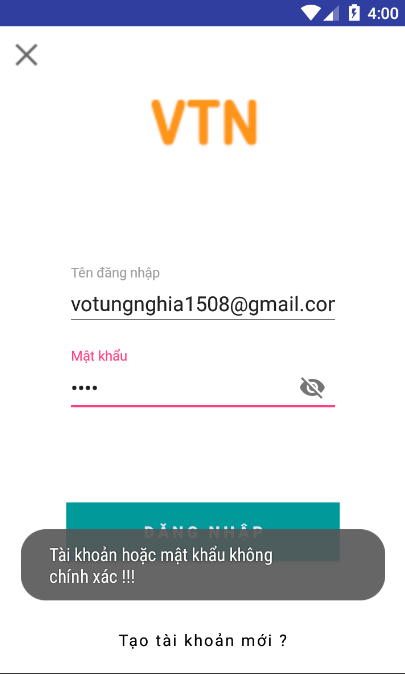 4:00
VTN
Tên đăng nhập
votungnghia1508@gmail.com
Mật khẩu
••••
ĐĂNG NHẬP
Tài khoản hoặc mật khẩu không
chính xác !!!
Tạo tài khoản mới ?